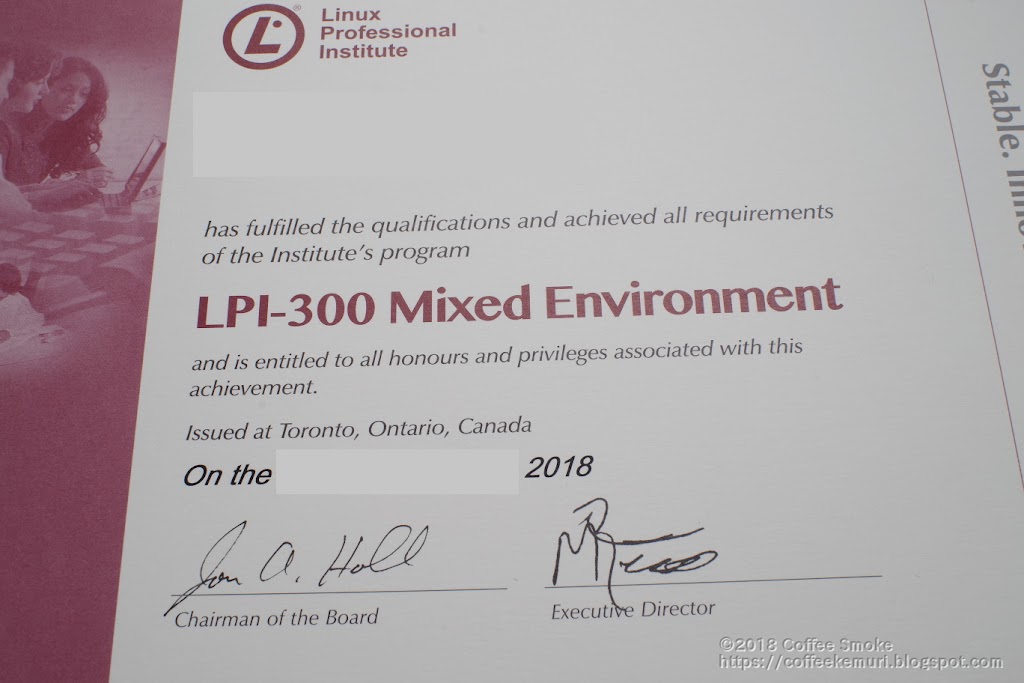 Linux
Professional
Institute
®
has fulfilled the qualifications and achieved all requirements
of the Institute's program
LPI-300 Mixed Environment
and is entitled to all honours and privileges associated with this
achievement.
Issued at Toronto, Ontario, Canada
On the 2018
Jon A. Hall
Chairman of the Board
Executive Director
Stable.
©2018 Coffee Smoke
https://coffeekemuri.blogspot.com